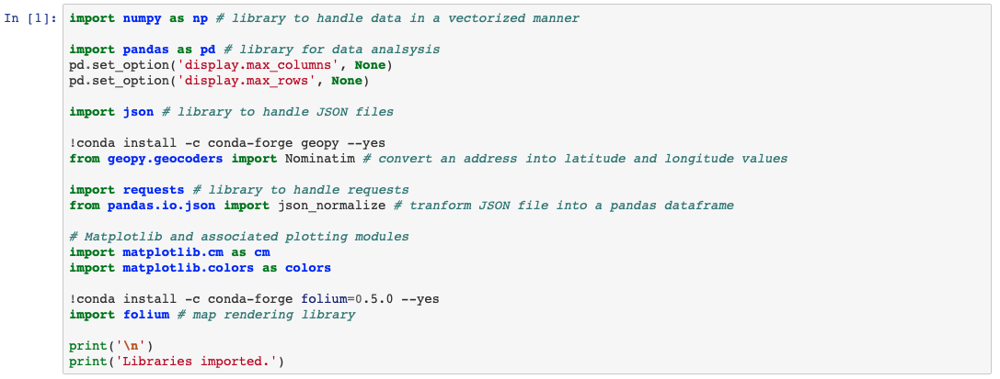 In [1]: import numpy as np # library to handle data in a vectorized manner
import pandas as pd # library for data analsysis
pd.set_option('display.max_columns', None)
pd.set_option('display.max_rows', None)
import json # library to handle JSON files
!conda install -c conda-forge geopy --yes
from geopy.geocoders import Nominatim # convert an address into latitude and longitude values
import requests # library to handle requests
from pandas.io.json import json_normalize # tranform JSON file into a pandas dataframe
# Matplotlib and associated plotting modules
import matplotlib.cm as cm
import matplotlib.colors as colors
!conda install -c conda-forge folium=0.5.0 --yes
import folium # map rendering library
print('\n')
print('Libraries imported.')